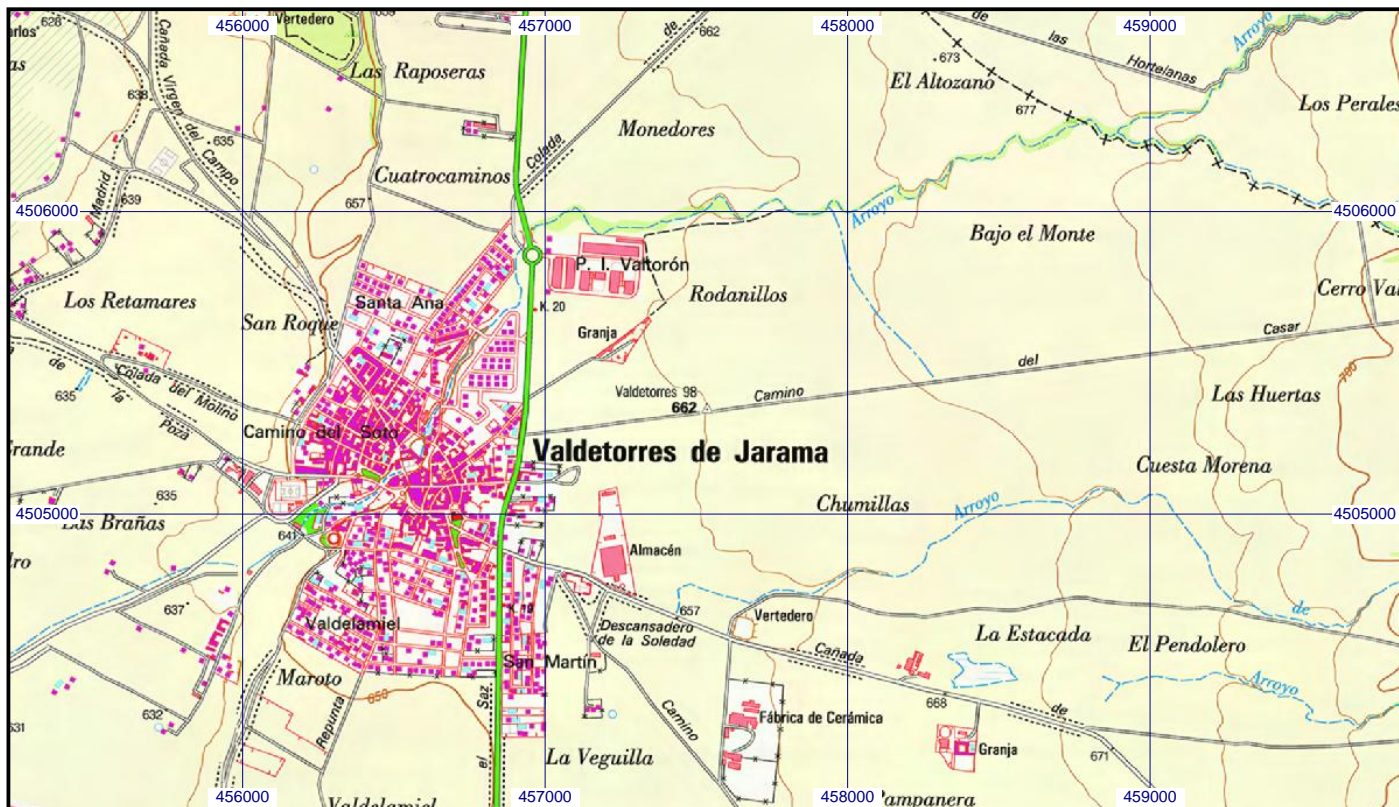 456000
457000
458000
459000
628
Vertedero
de
662
Cañada Virgen del Campo
Las Raposeras
673
de
las
Hortelanas
Arroyo
El Altozano
677
Los Perales
638
635
Monedores
Colada
Cuatrocaminos
Madrid
639
657
4506000
4506000
Arroyo
Bajo el Monte
P. I. Valtorón
Rodanillos
Los Retamares
Santa Ana
K. 20
San Roque
Granja
Casar
del
de
la
Poza
Colada del Molino
635
Valdetorres 98
662
Camino
700
Las Huertas
Camino del Soto
Valdetorres de Jarama
Cuesta Morena
635
Chumillas
Arroyo
4505000
4505000
Las Brañas
641
Almacén
637
657
Vertedero
de
Valdelamiel
K. 19
Descansadero
de la Soledad
La Estacada
El Pendolero
Cañada
San Martín
Maroto
650
Saz
el
Repunta
Camino
668
de
Arroyo
632
631
Fábrica de Cerámica
Granja
671
La Veguilla
Valdelamiel
456000
457000
458000
459000